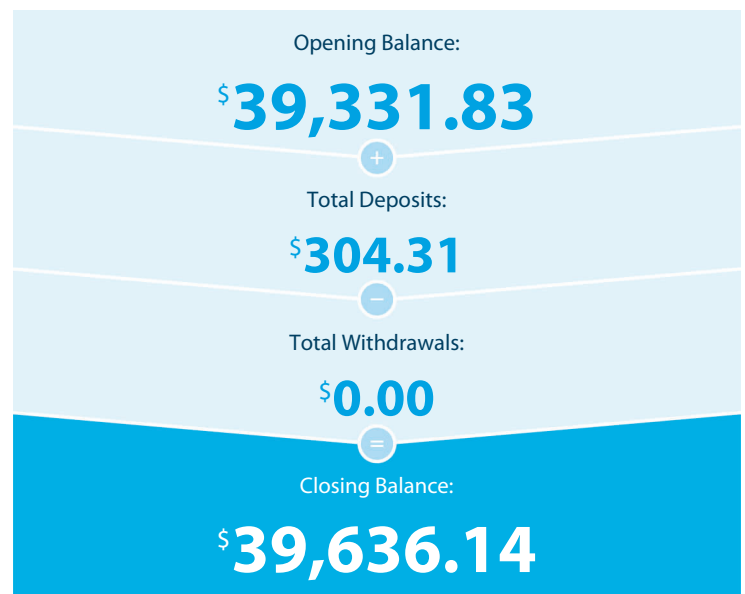 Opening Balance:
$39,331.83
+
Total Deposits:
$304.31
−
Total Withdrawals:
$0.00
=
Closing Balance:
$39,636.14